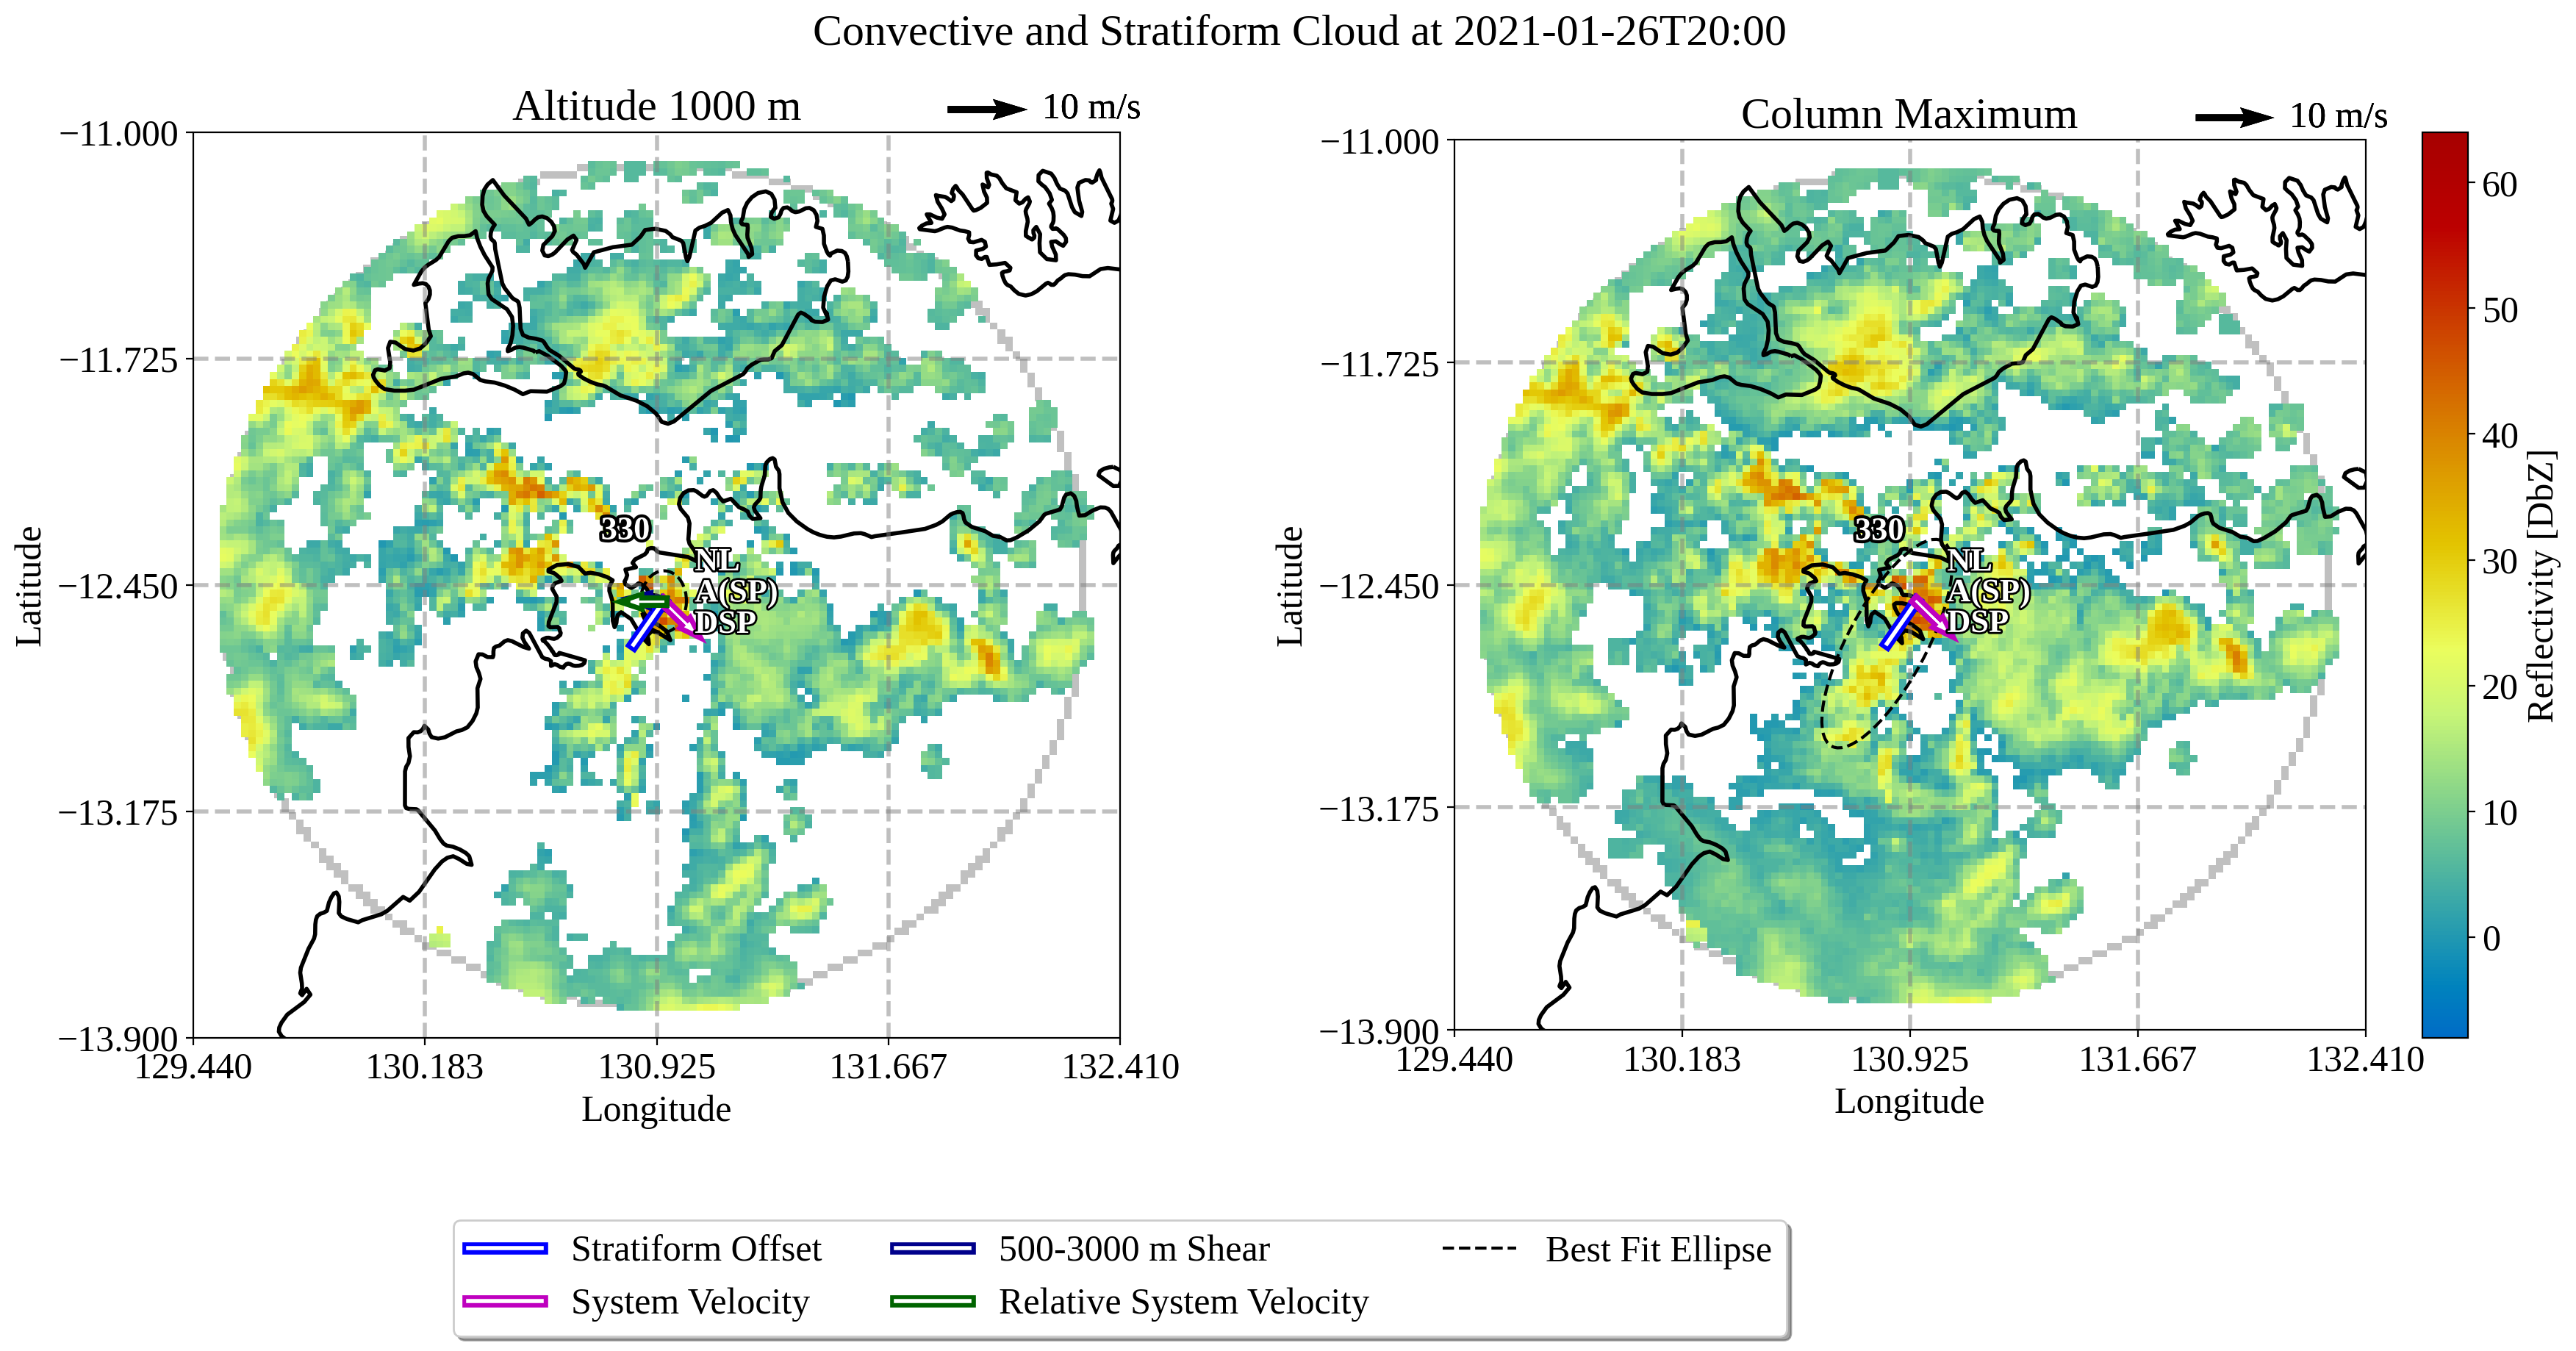 Convective and Stratiform Cloud at 2021-01-26T20:00
Altitude 1000 m
10 m/s
−11.000
−11.725
−12.450
−13.175
−13.900
129.440
130.183
130.925
131.667
132.410
Latitude
Longitude
330
NL
A(SP)
DSP
Column Maximum
10 m/s
−11.000
−11.725
−12.450
−13.175
−13.900
129.440
130.183
130.925
131.667
132.410
Latitude
Longitude
330
NL
A(SP)
DSP
60
50
40
30
20
10
0
Reflectivity [DbZ]
Stratiform Offset
System Velocity
500-3000 m Shear
Relative System Velocity
Best Fit Ellipse